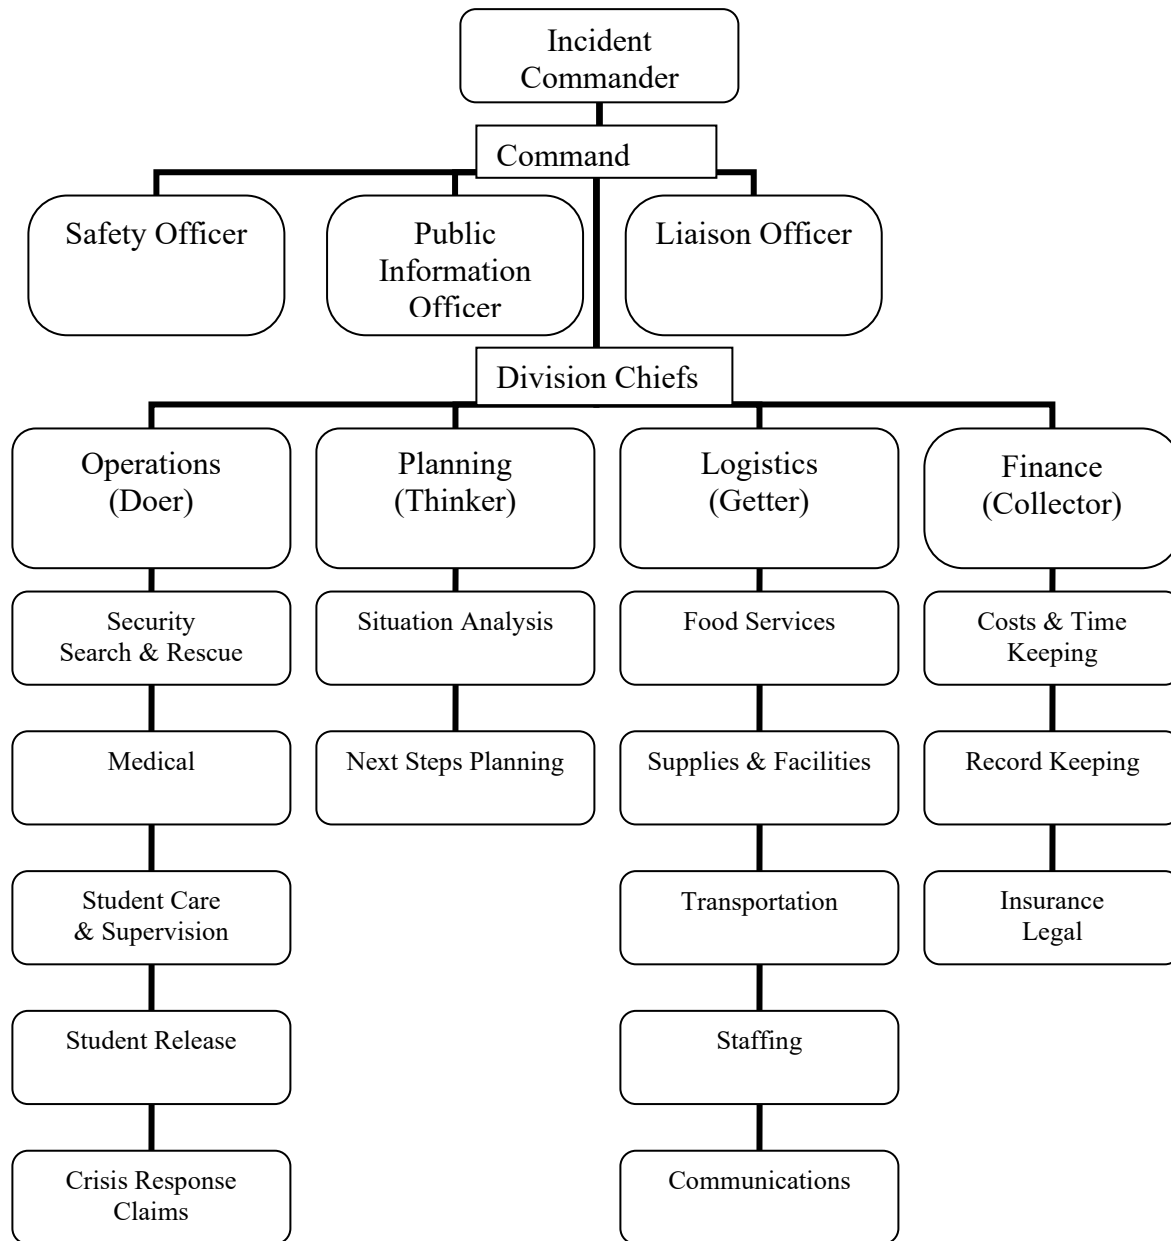 Incident
Commander
Command
Safety Officer
Public
Information
Officer
Liaison Officer
Division Chiefs
Operations
(Doer)
Planning
(Thinker)
Logistics
(Getter)
Finance
(Collector)
Security
Search & Rescue
Situation Analysis
Food Services
Costs & Time
Keeping
Medical
Next Steps Planning
Supplies & Facilities
Record Keeping
Student Care
& Supervision
Transportation
Insurance
Legal
Student Release
Staffing
Crisis Response
Claims
Communications